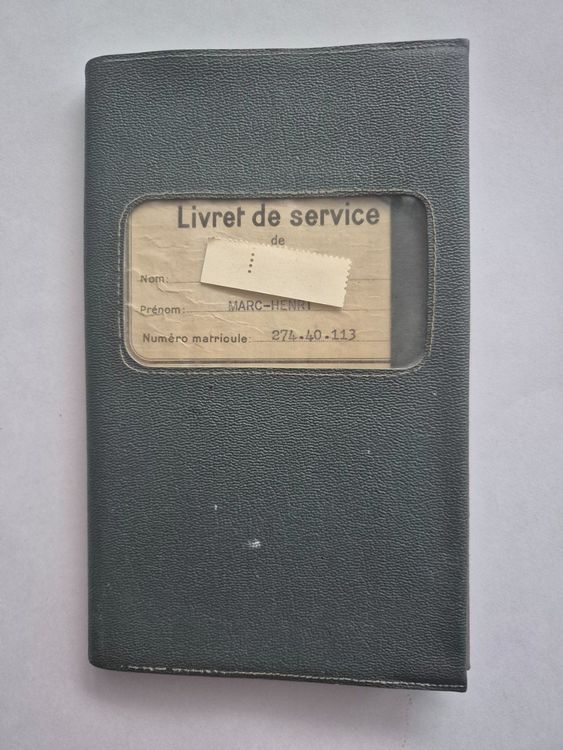 Livret de service
de
Nom:
Prénom: MARC-HENRI
Numéro matricule: 274.40.113